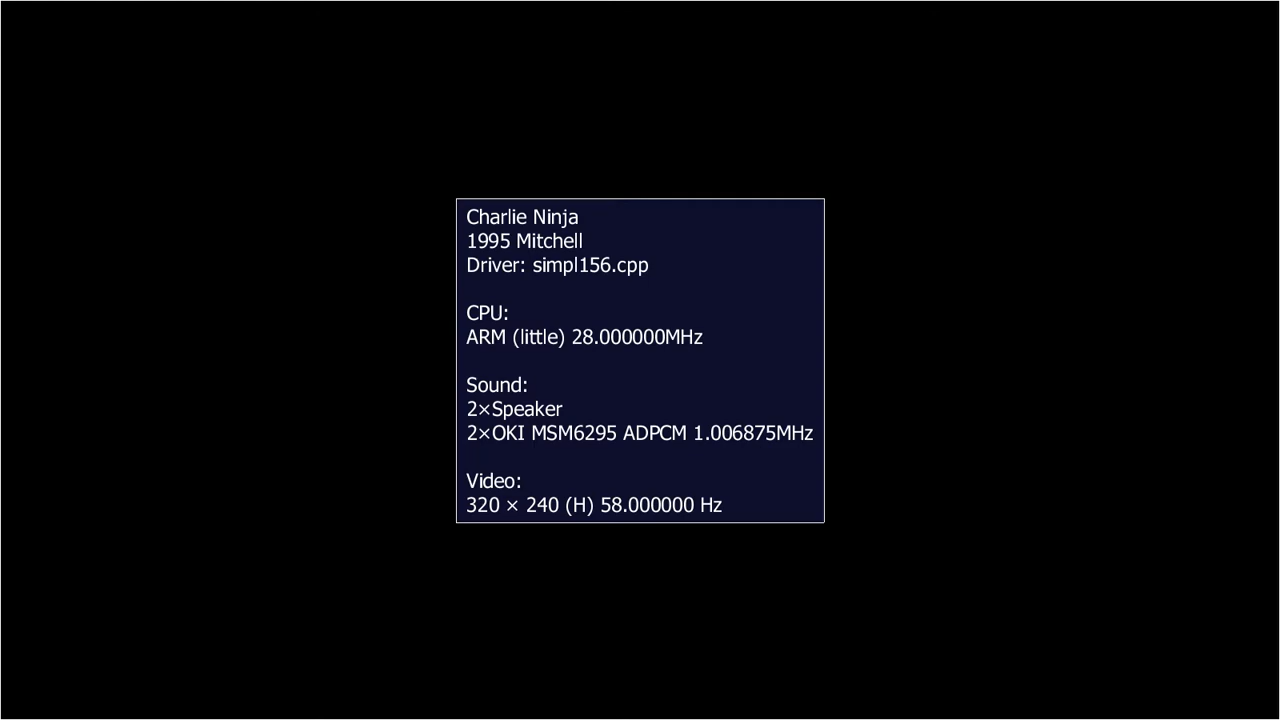 Charlie Ninja
1995 Mitchell
Driver: simpl156.cpp
CPU:
ARM (little) 28.000000MHz
Sound:
2×Speaker
2×OKI MSM6295 ADPCM 1.006875MHz
Video:
320 × 240 (H) 58.000000 Hz